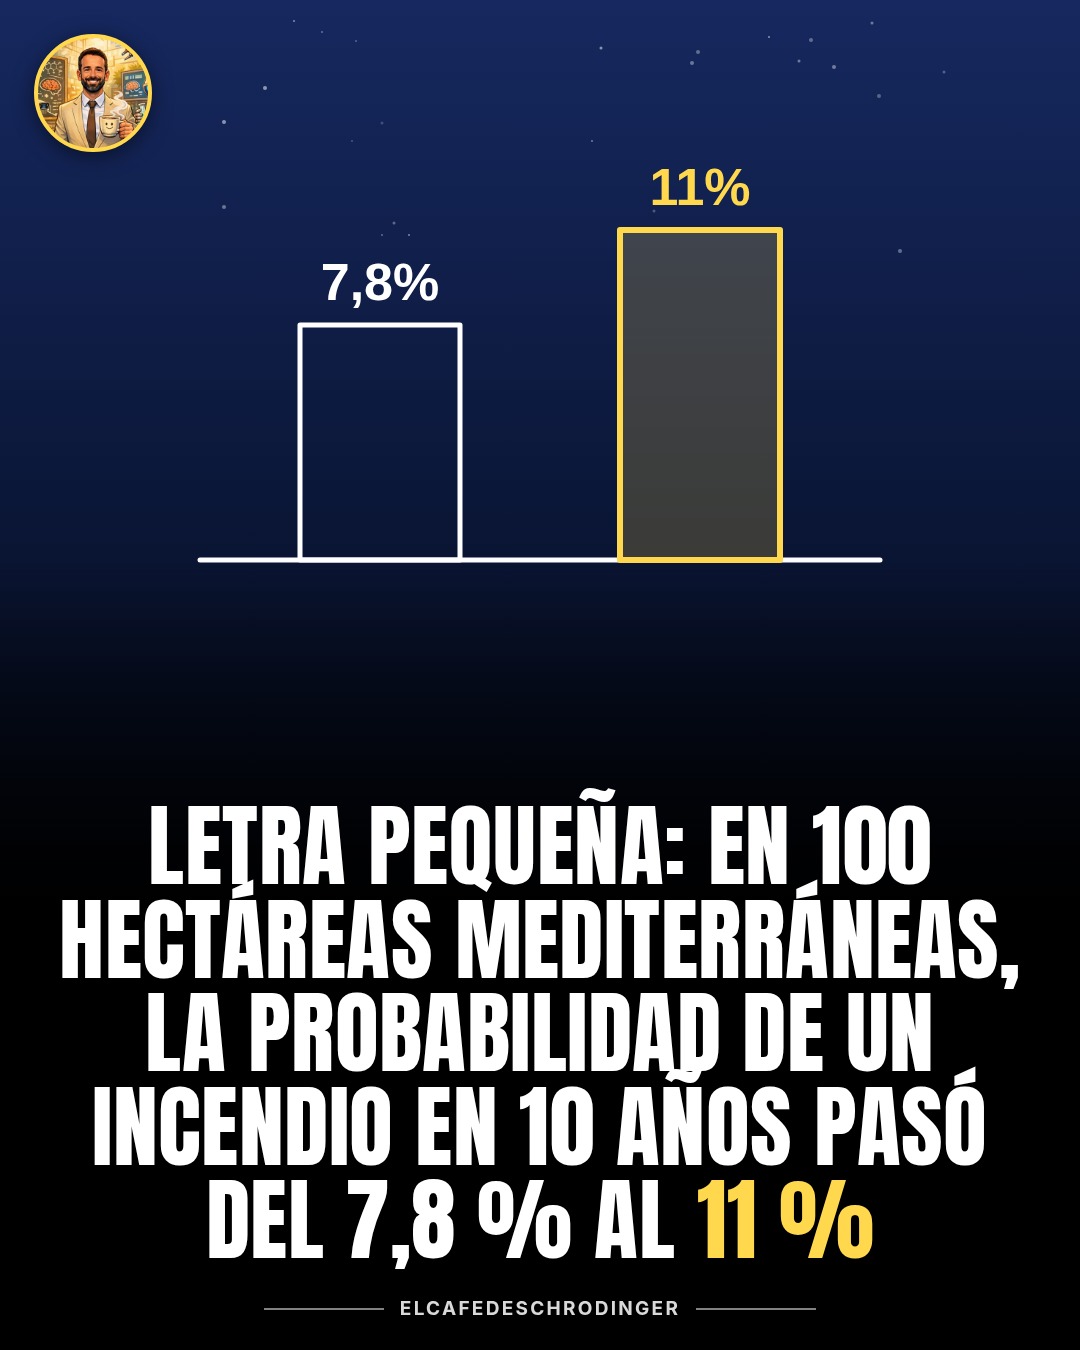 11%
7,8%
LETRA PEQUEÑA: EN 100
HECTÁREAS MEDITERRÁNEAS,
LA PROBABILIDAD DE UN
INCENDIO EN 10 AÑOS PASÓ
DEL 7,8 % AL 11 %
ELCAFEDESCHRODINGER